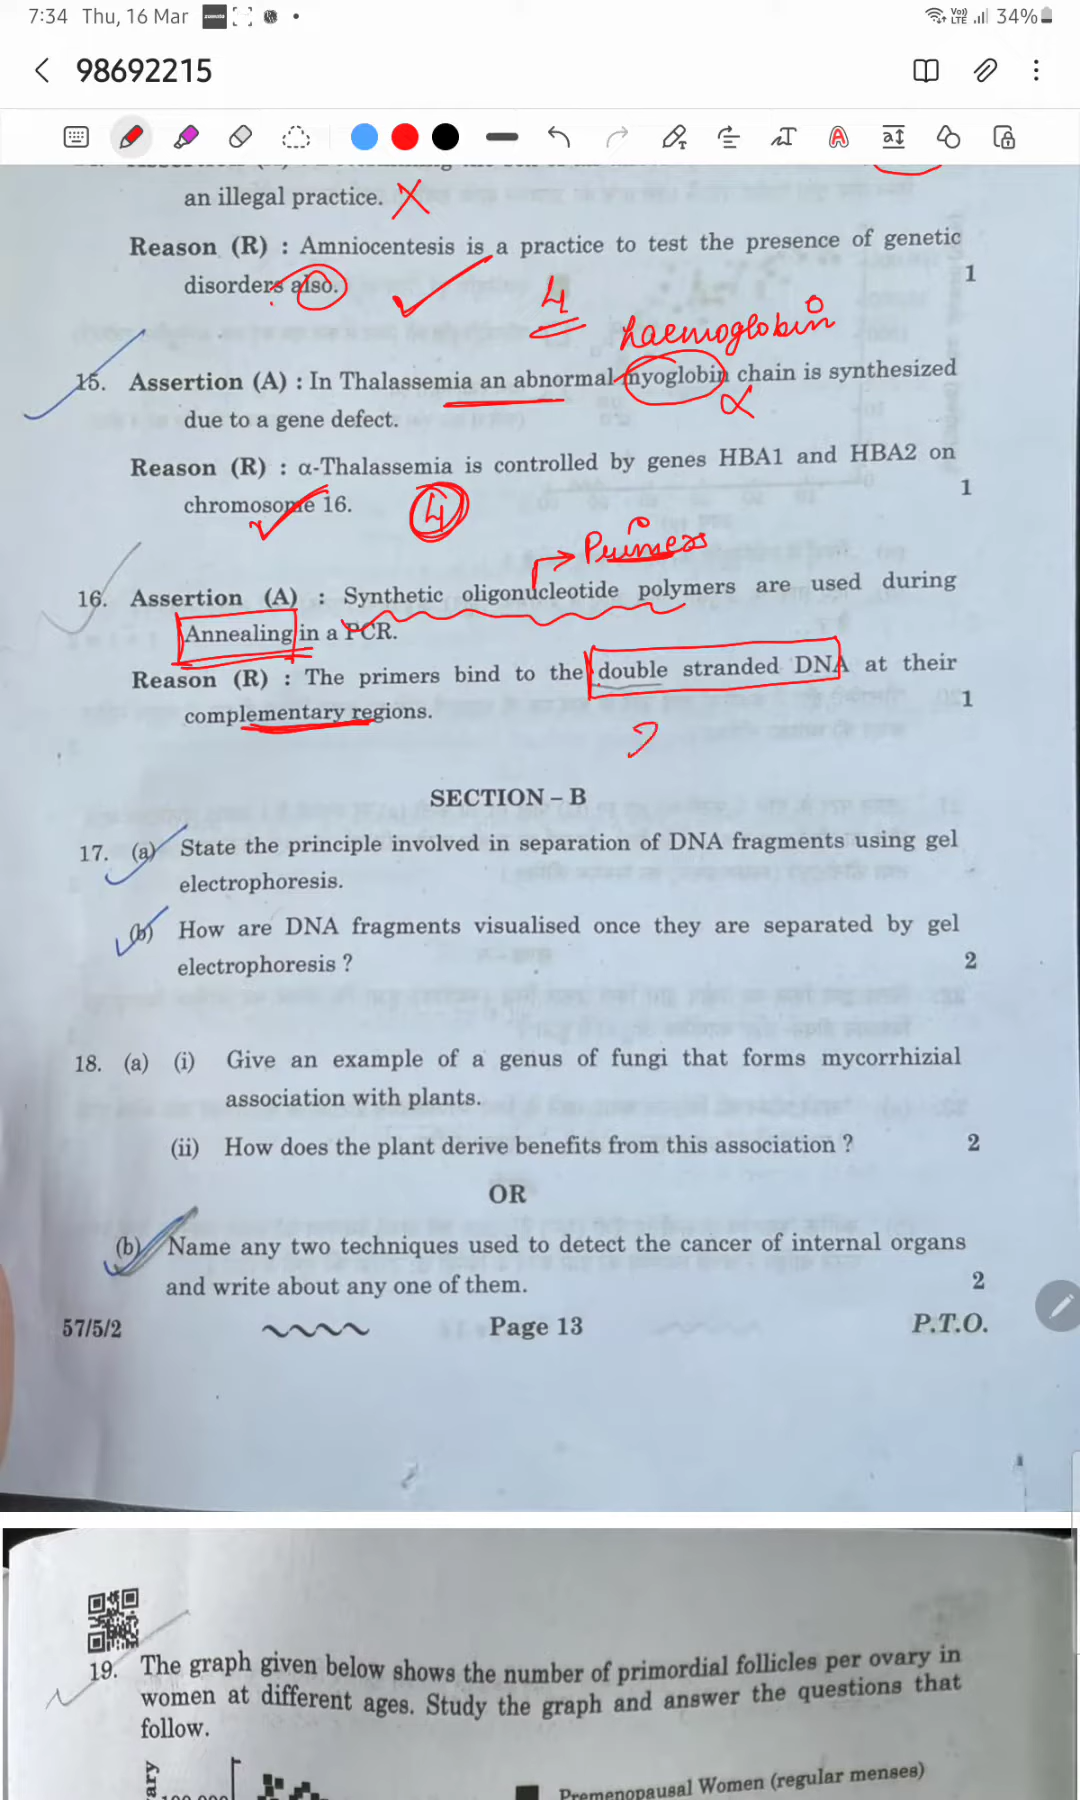 7:34 Thu, 16 Mar 34%
98692215
an illegal practice.
Reason (R) : Amniocentesis is a practice to test the presence of genetic
disorders also. 1
4
haemoglobin
15. Assertion (A) : In Thalassemia an abnormal myoglobin chain is synthesized
due to a gene defect.
Reason (R) : α-Thalassemia is controlled by genes HBA1 and HBA2 on
chromosome 16. 1
4
Primers
16. Assertion (A) : Synthetic oligonucleotide polymers are used during
Annealing in a PCR.
Reason (R) : The primers bind to the double stranded DNA at their
complementary regions. 1
SECTION – B
17. (a) State the principle involved in separation of DNA fragments using gel
electrophoresis.
(b) How are DNA fragments visualised once they are separated by gel
electrophoresis ? 2
18. (a) (i) Give an example of a genus of fungi that forms mycorrhizial
association with plants.
(ii) How does the plant derive benefits from this association ? 2
OR
(b) Name any two techniques used to detect the cancer of internal organs
and write about any one of them. 2
57/5/2 Page 13 P.T.O.
19. The graph given below shows the number of primordial follicles per ovary in
women at different ages. Study the graph and answer the questions that
follow.
Premenopausal Women (regular menses)